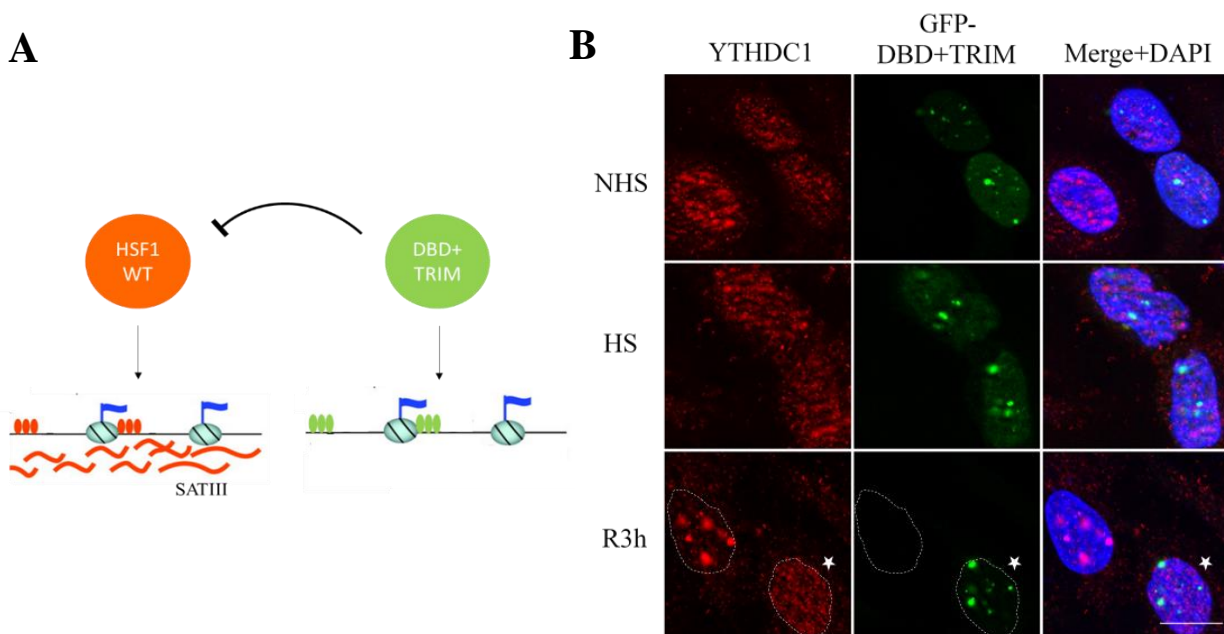 A
HSF1
WT
DBD+
TRIM
SATIII
B
YTHDC1
GFP-
DBD+TRIM
Merge+DAPI
NHS
HS
R3h